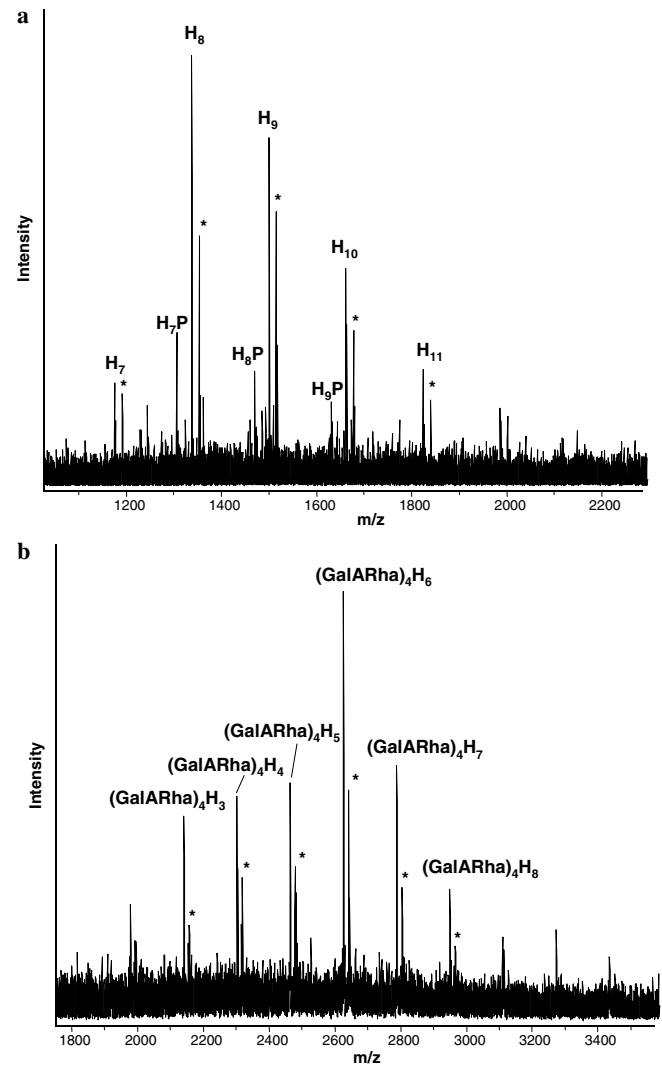 a
H₈
H₉
*
*
H₁₀
H₇P
*
H₈P
H₇
H₁₁
H₉P
*
*
Intensity
1200 1400 1600 1800 2000 2200
m/z
b
(GalARha)₄H₆
(GalARha)₄H₅
(GalARha)₄H₇
(GalARha)₄H₄
*
(GalARha)₄H₃
*
*
(GalARha)₄H₈
*
*
*
Intensity
1800 2000 2200 2400 2600 2800 3000 3200 3400
m/z